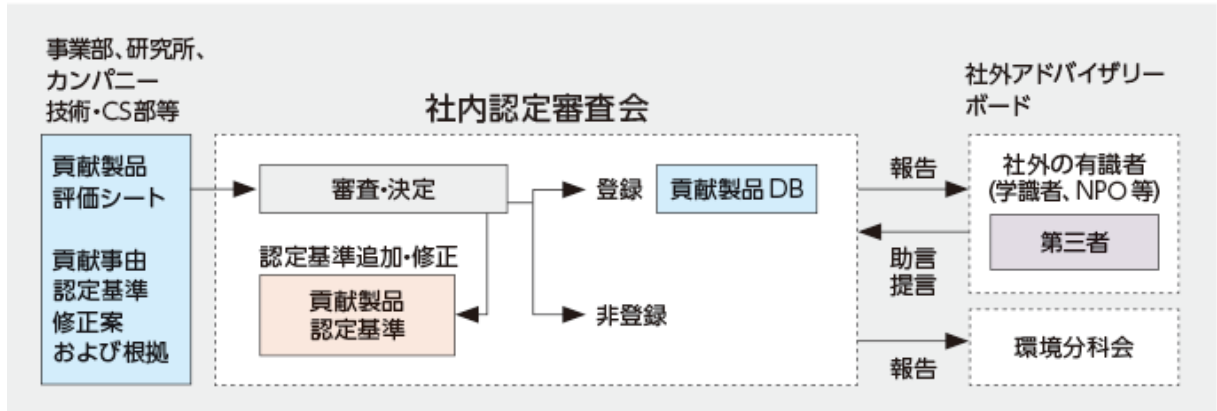 事業部、研究所、
カンパニー
技術・CS部等
貢献製品
評価シート
貢献事由
認定基準
修正案
および根拠
社内認定審査会
審査・決定
登録
貢献製品 DB
認定基準追加・修正
貢献製品
認定基準
非登録
報告
助言
提言
報告
社外アドバイザリー
ボード
社外の有識者
(学識者、NPO 等)
第三者
環境分科会